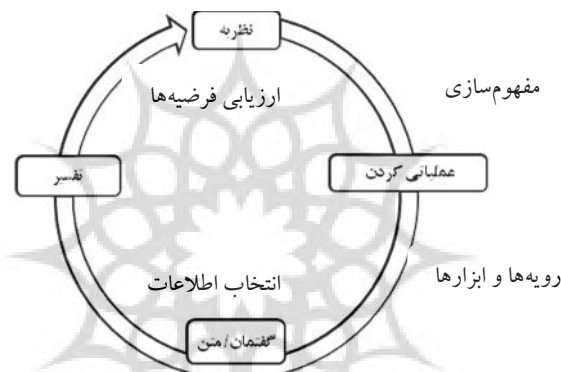 نظریه
ارزیابی فرضیه‌ها
مفهوم‌سازی
عملیاتی کردن
تفسیر
رویه‌ها و ابزارها
انتخاب اطلاعات
گفتمان/متن